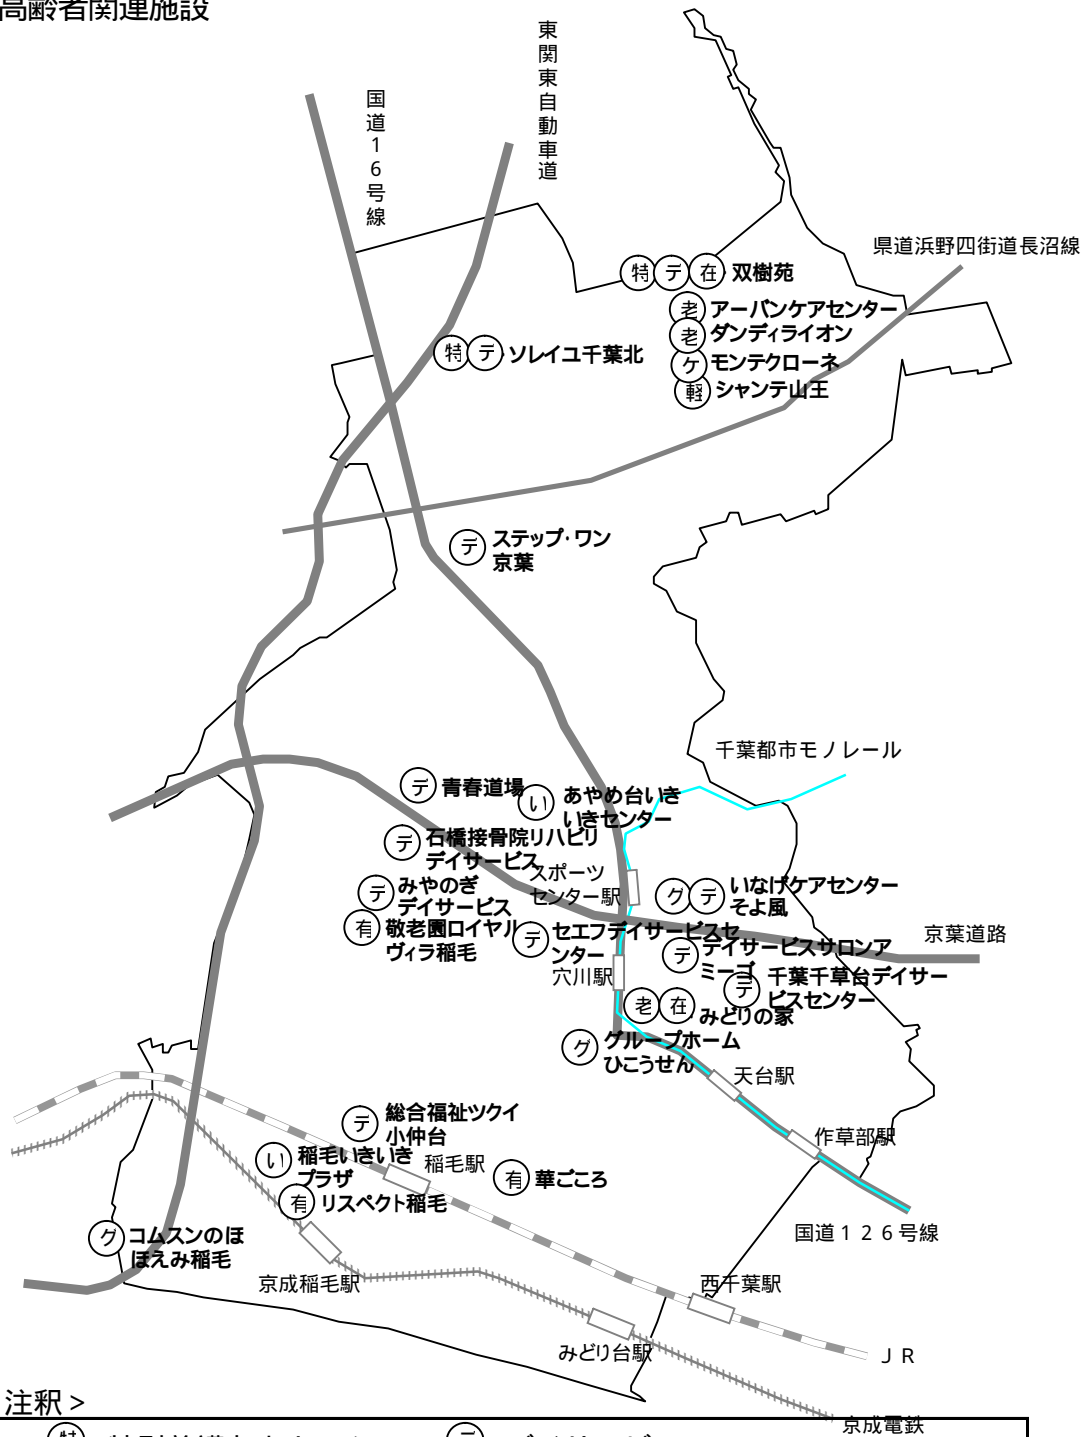 高齢者関連施設
東関東自動車道
国道16号線
県道浜野四街道長沼線
特 デ 在 双樹苑
老 アーバンケアセンター
老 ダンディライオン
ケ モンテクローネ
軽 シャンテ山王
特 デ ソレイユ千葉北
デ ステップ・ワン
京葉
千葉都市モノレール
デ 青春道場
い あやめ台いき
いきセンター
デ 石橋接骨院リハビリ
デイサービス
スポーツ
センター駅
デ みやのぎ
デイサービス
グ デ いなげケアセンター
そよ風
有 敬老園ロイヤル
ヴィラ稲毛
デ セエフデイサービスセ
ンター
京葉道路
デ デイサービスサロンア
ミーゴ
穴川駅
デ 千葉千草台デイサー
ビスセンター
老 在 みどりの家
グ グループホーム
ひこうせん
天台駅
作草部駅
デ 総合福祉ツクイ
小仲台
い 稲毛いきいき
プラザ
稲毛駅
有 華ごころ
有 リスペクト稲毛
グ コムスンのほ
ほえみ稲毛
国道126号線
京成稲毛駅
西千葉駅
みどり台駅
JR
注釈>
京成電鉄